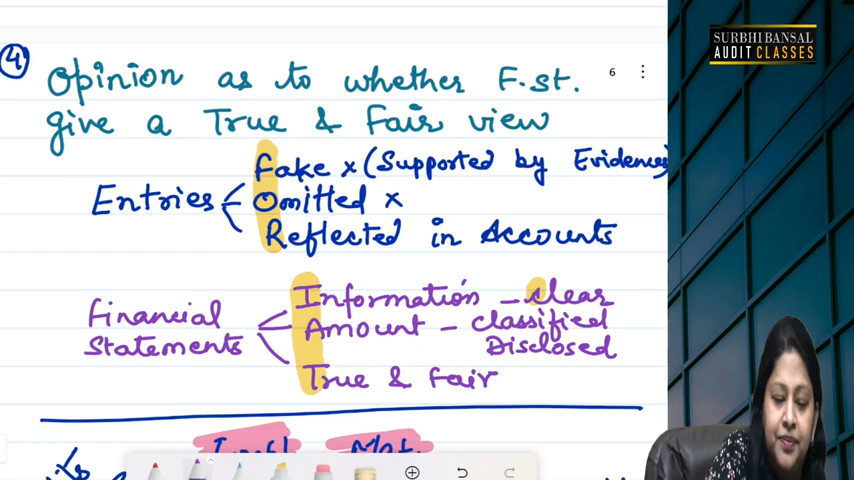 SURBHI BANSAL
AUDIT CLASSES
6
④ Opinion as to whether F.st.
give a True & Fair view
Fake x (Supported by Evidences)
Entries Omitted x
Reflected in Accounts
Information - clear
Financial Amount - classified
Statements Disclosed
True & fair